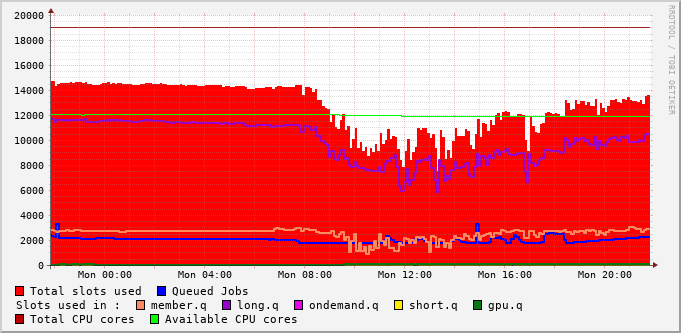 20000
18000
16000
14000
12000
10000
8000
6000
4000
2000
0
Mon 00:00 Mon 04:00 Mon 08:00 Mon 12:00 Mon 16:00 Mon 20:00
Total slots used Queued Jobs
Slots used in : member.q long.q ondemand.q short.q gpu.q
Total CPU cores Available CPU cores
RRDTOOL / TOBI OETIKER